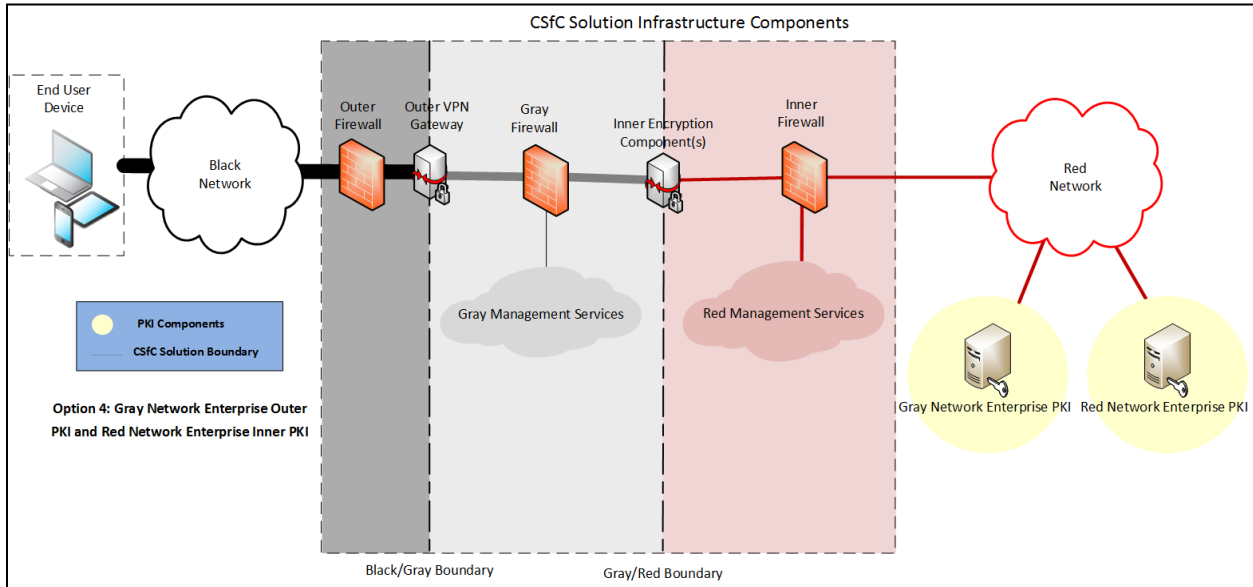 CSfC Solution Infrastructure Components
End User
Device
Black
Network
Outer
Firewall
Outer VPN
Gateway
Gray
Firewall
Inner Encryption
Component(s)
Inner
Firewall
Red
Network
Gray Management Services
Red Management Services
PKI Components
CSfC Solution Boundary
Option 4: Gray Network Enterprise Outer
PKI and Red Network Enterprise Inner PKI
Gray Network Enterprise PKI
Red Network Enterprise PKI
Black/Gray Boundary
Gray/Red Boundary